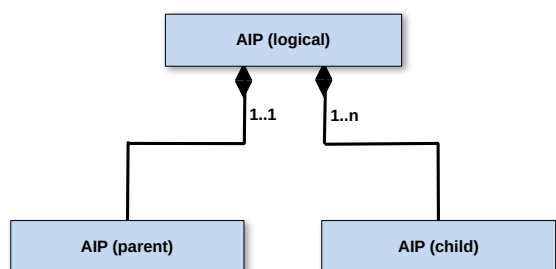 AIP (logical)
1..1
1..n
AIP (parent)
AIP (child)